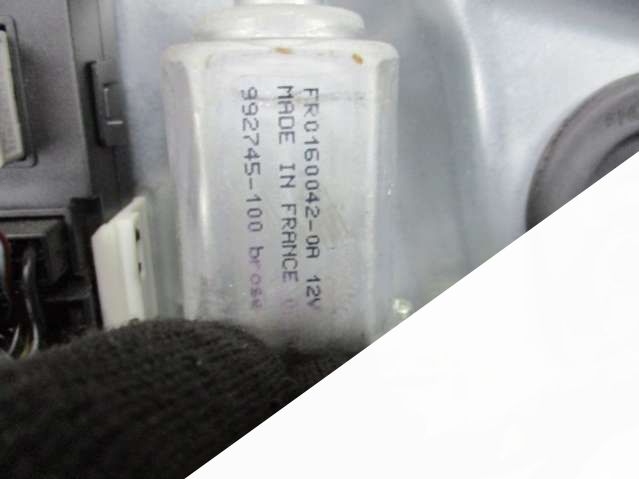 FR0160042-0A 12V
MADE IN FRANCE
992745-100 brose